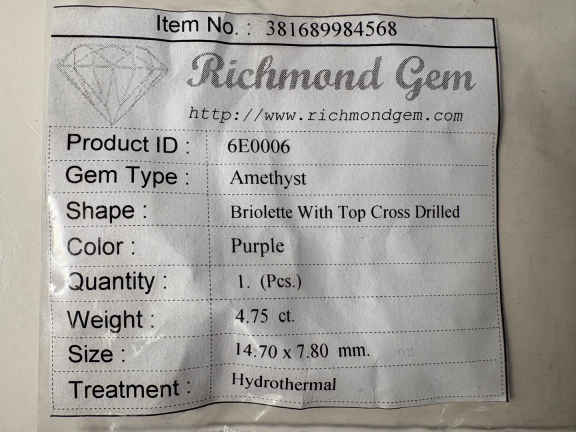 Item No. : 381689984568
Richmond Gem
http://www.richmondgem.com
Product ID : 6E0006
Gem Type : Amethyst
Shape : Briolette With Top Cross Drilled
Color : Purple
Quantity : 1. (Pcs.)
Weight : 4.75 ct.
Size : 14.70 x 7.80 mm.
Treatment : Hydrothermal